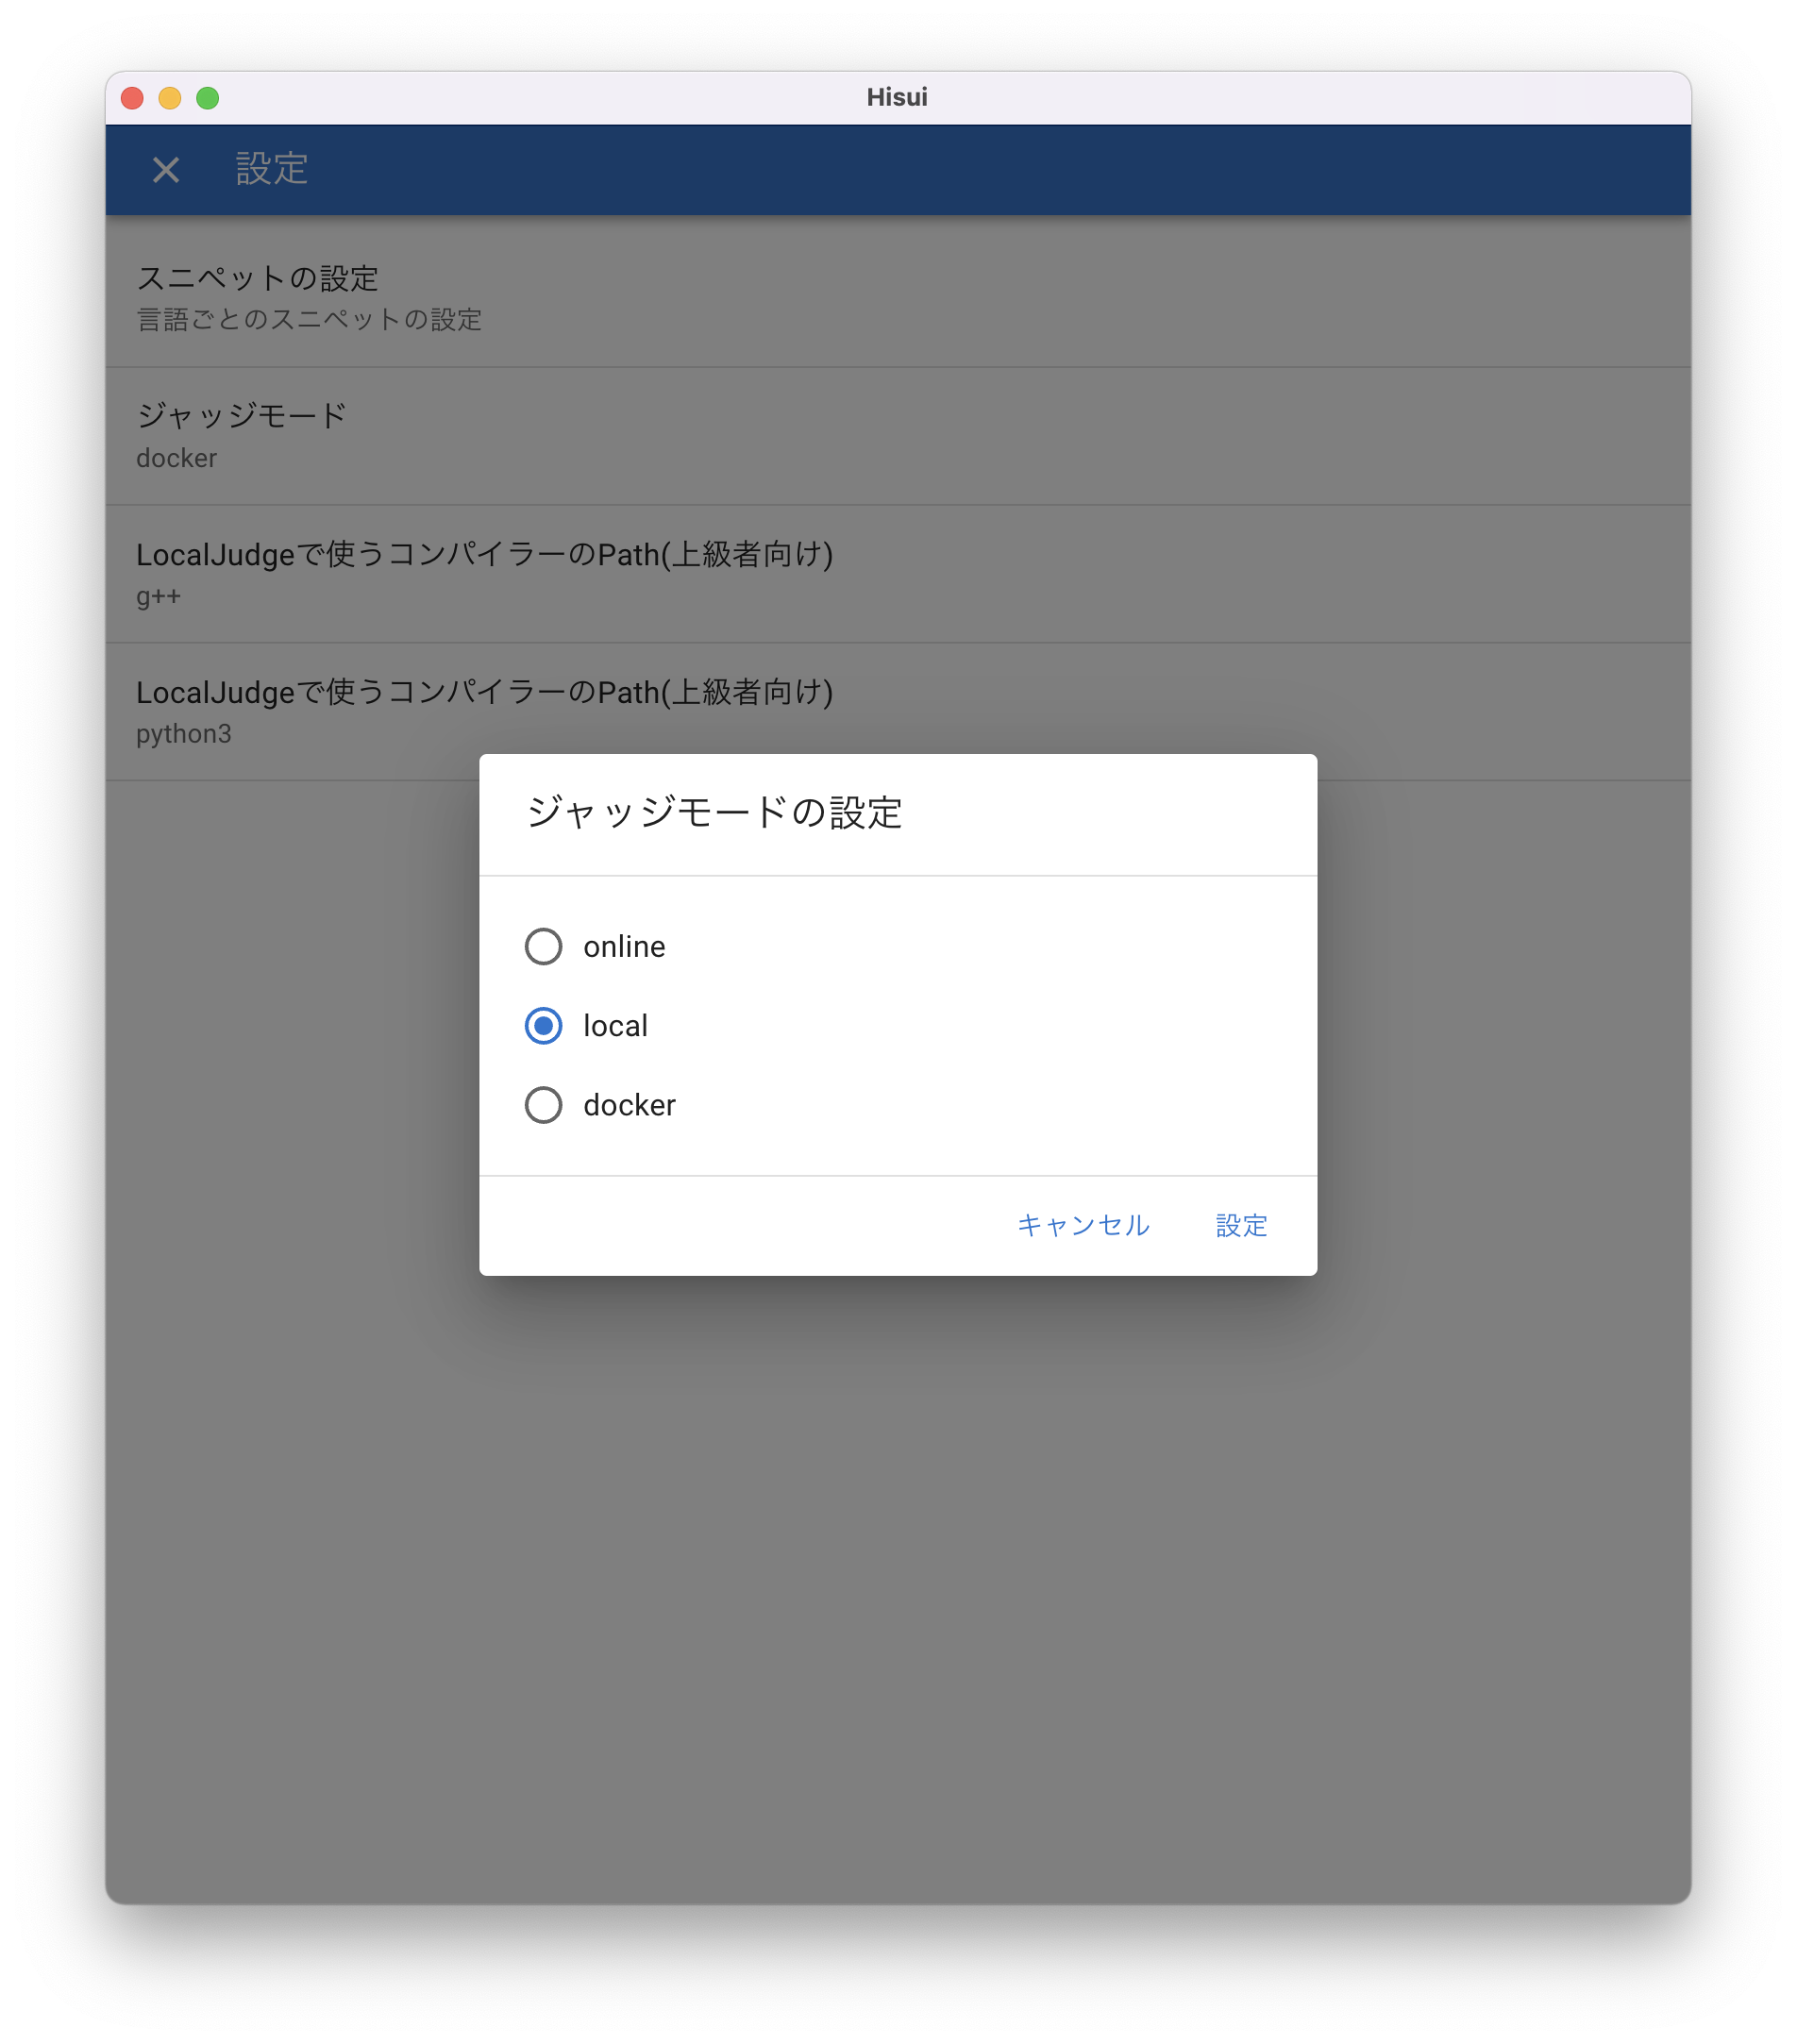 Hisui
設定
スニペットの設定
言語ごとのスニペットの設定
ジャッジモード
docker
LocalJudgeで使うコンパイラーのPath(上級者向け)
g++
LocalJudgeで使うコンパイラーのPath(上級者向け)
python3
ジャッジモードの設定
online
local
docker
キャンセル 設定